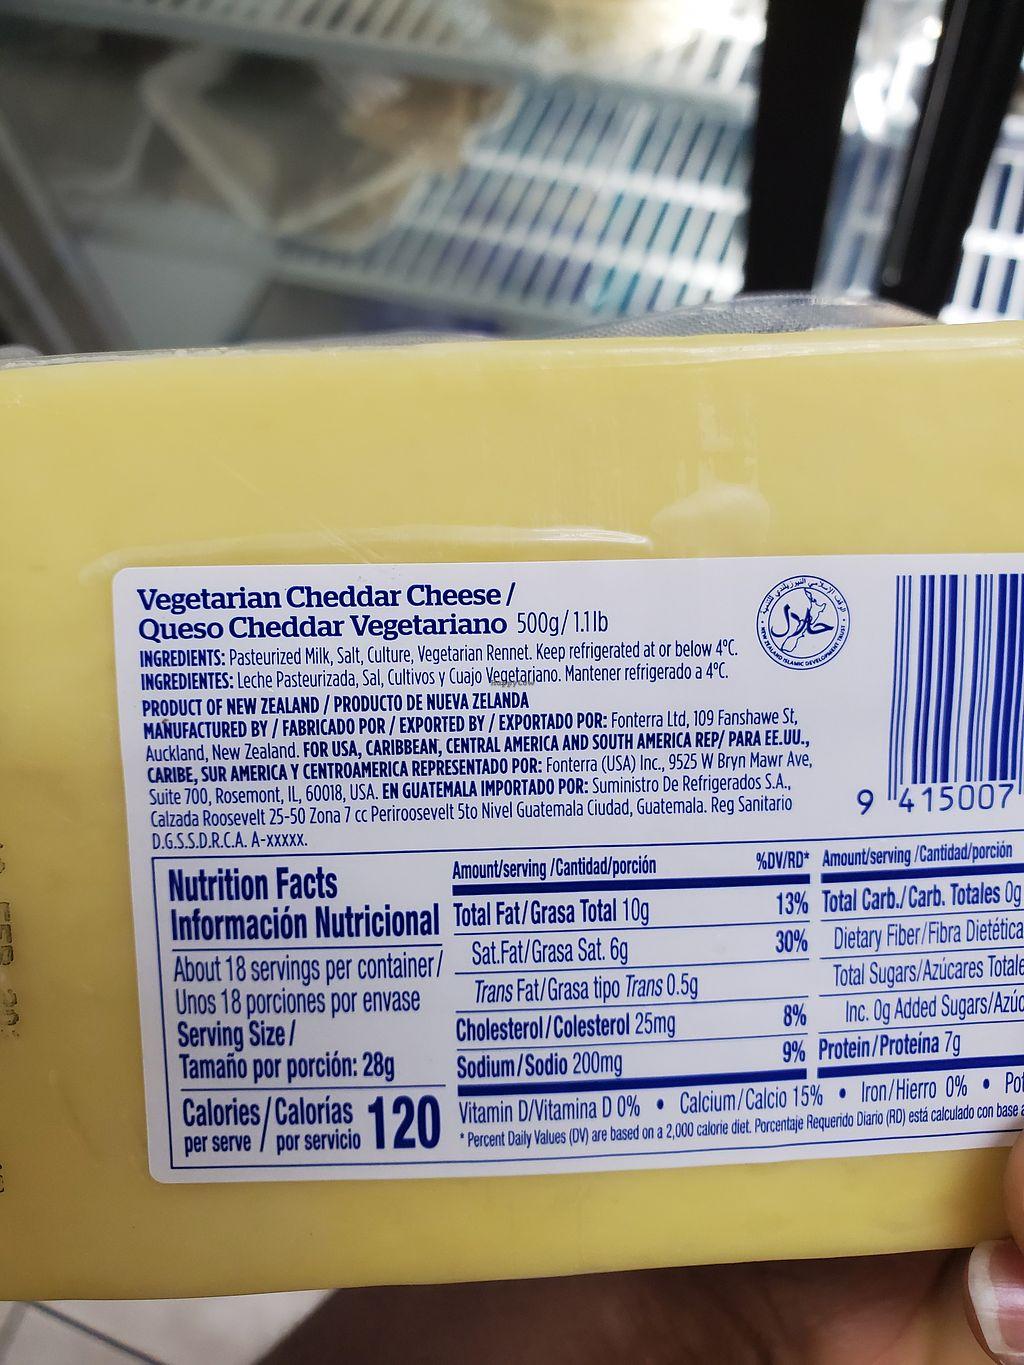 Vegetarian Cheddar Cheese /
Queso Cheddar Vegetariano 500g/ 1.1lb
INGREDIENTS: Pasteurized Milk, Salt, Culture, Vegetarian Rennet. Keep refrigerated at or below 4ºC.
INGREDIENTES: Leche Pasteurizada, Sal, Cultivos y Cuajo Vegetariano. Mantener refrigerado a 4ºC.
HappyCow
PRODUCT OF NEW ZEALAND / PRODUCTO DE NUEVA ZELANDA
MANUFACTURED BY / FABRICADO POR / EXPORTED BY / EXPORTADO POR: Fonterra Ltd, 109 Fanshawe St,
Auckland, New Zealand. FOR USA, CARIBBEAN, CENTRAL AMERICA AND SOUTH AMERICA REP/ PARA EE.UU.,
CARIBE, SUR AMERICA Y CENTROAMERICA REPRESENTADO POR: Fonterra (USA) Inc., 9525 W Bryn Mawr Ave,
Suite 700, Rosemont, IL, 60018, USA. EN GUATEMALA IMPORTADO POR: Suministro De Refrigerados S.A.,
Calzada Roosevelt 25-50 Zona 7 cc Periroosevelt 5to Nivel Guatemala Ciudad, Guatemala. Reg Sanitario
D.G.S.S.D.R.C.A. A-xxxxx.
حلال
NEW ZEALAND ISLAMIC DEVELOPMENT TRUST
9 415007
Nutrition Facts
Información Nutricional
About 18 servings per container/
Unos 18 porciones por envase
Serving Size/
Tamaño por porción: 28g
Calories/Calorías 120
per serve / por servicio
Amount/serving /Cantidad/porción %DV/RD*
Total Fat/Grasa Total 10g 13%
Sat.Fat/Grasa Sat. 6g 30%
Trans Fat/Grasa tipo Trans 0.5g
Cholesterol/Colesterol 25mg 8%
Sodium/Sodio 200mg 9%
Amount/serving /Cantidad/porción
Total Carb./Carb. Totales 0g
Dietary Fiber/Fibra Dietética
Total Sugars/Azúcares Totale
Inc. 0g Added Sugars/Azúc
Protein/Proteína 7g
Vitamin D/Vitamina D 0% • Calcium/Calcio 15% • Iron/Hierro 0% • Pot
* Percent Daily Values (DV) are based on a 2,000 calorie diet. Porcentaje Requerido Diario (RD) está calculado con base a